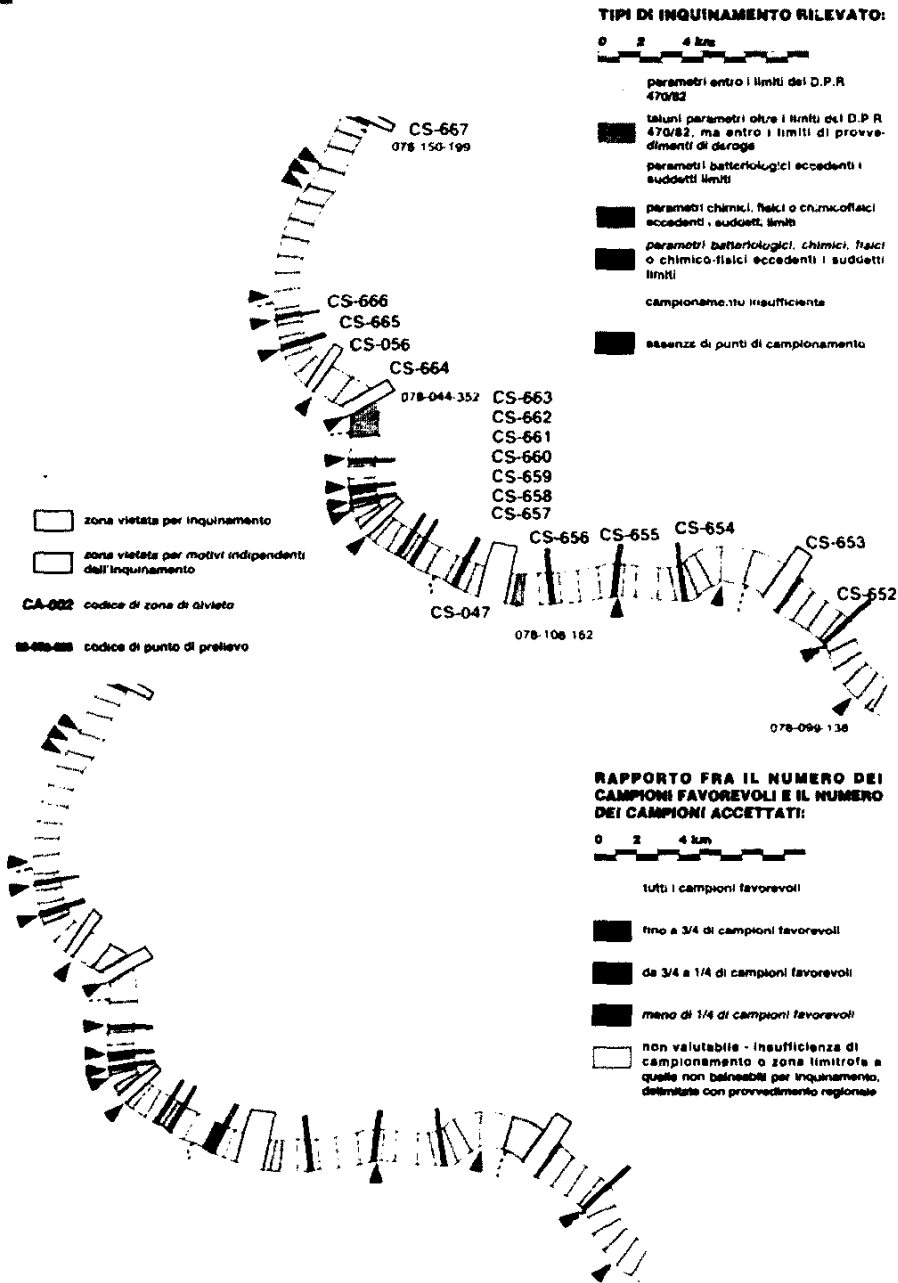 TIPI DI INQUINAMENTO RILEVATO:
0 2 4 km
parametri entro i limiti del D.P.R
470/82
taluni parametri oltre i limiti del D.P.R
470/82, ma entro i limiti di provve-
dimenti di deroga
parametri batteriologici eccedenti i
suddetti limiti
parametri chimici, fisici o chimicofisici
eccedenti i suddetti limiti
parametri batteriologici, chimici, fisici
o chimico-fisici eccedenti i suddetti
limiti
campionamento insufficiente
assenza di punti di campionamento
CS-667
078-150-199
CS-666
CS-665
CS-056
CS-664
078-044-352
CS-663
CS-662
CS-661
CS-660
CS-659
CS-658
CS-657
CS-656
CS-655
CS-654
CS-653
CS-652
CS-047
078-108-162
078-099-138
zona vietata per inquinamento
zona vietata per motivi indipendenti
dall'inquinamento
CA-002 codice di zona di divieto
codice di punto di prelievo
RAPPORTO FRA IL NUMERO DEI
CAMPIONI FAVOREVOLI E IL NUMERO
DEI CAMPIONI ACCETTATI:
0 2 4 km
tutti i campioni favorevoli
fino a 3/4 di campioni favorevoli
da 3/4 a 1/4 di campioni favorevoli
meno di 1/4 di campioni favorevoli
non valutabile - insufficienza di
campionamento o zona limitrofa a
quelle non balneabili per inquinamento,
delimitate con provvedimento regionale